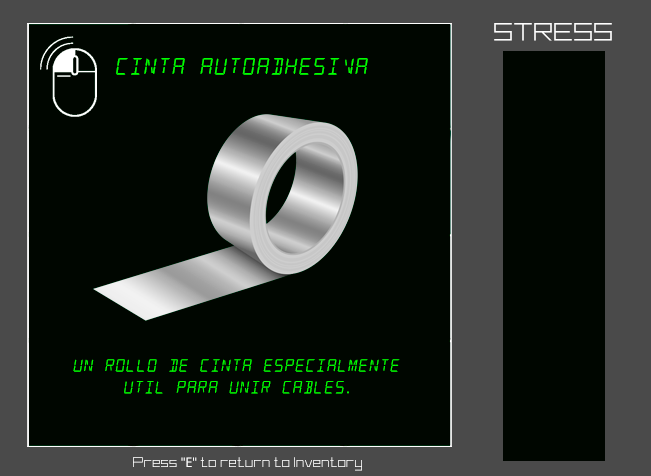 STRESS
CINTA AUTOADHESIVA
UN ROLLO DE CINTA ESPECIALMENTE
UTIL PARA UNIR CABLES.
Press "E" to return to Inventory